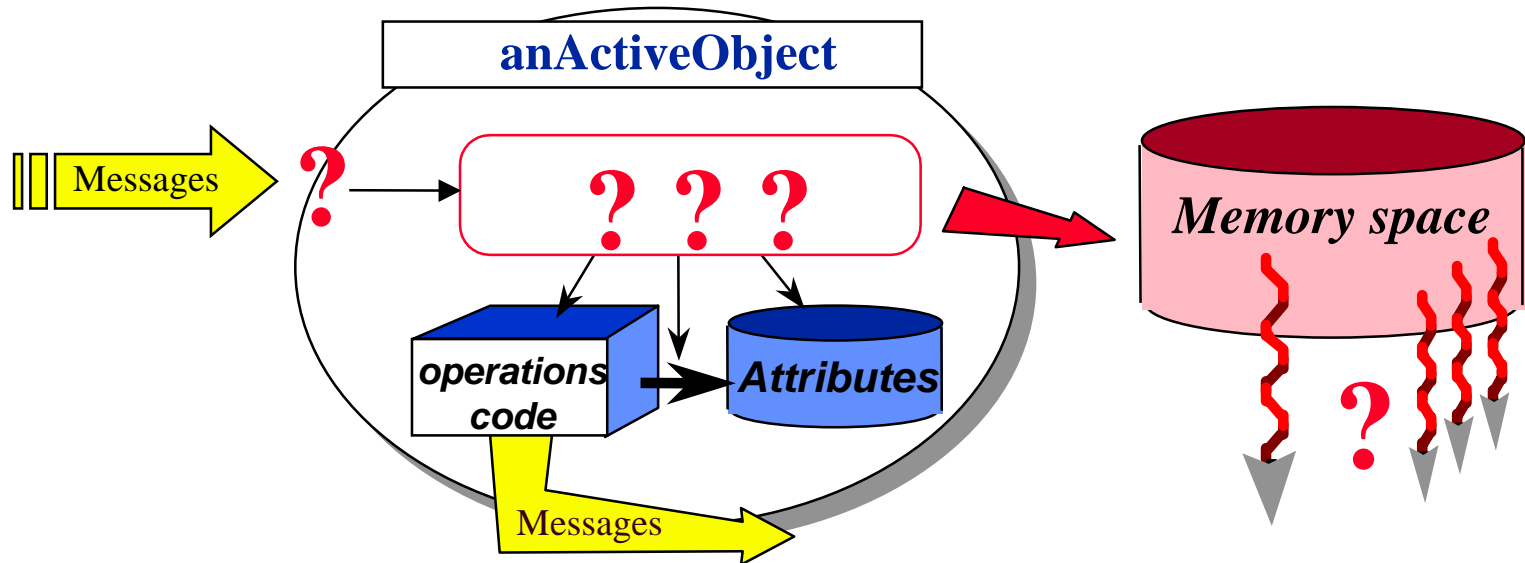 anActiveObject
Messages
?
? ? ?
Memory space
operations
code
Attributes
?
Messages